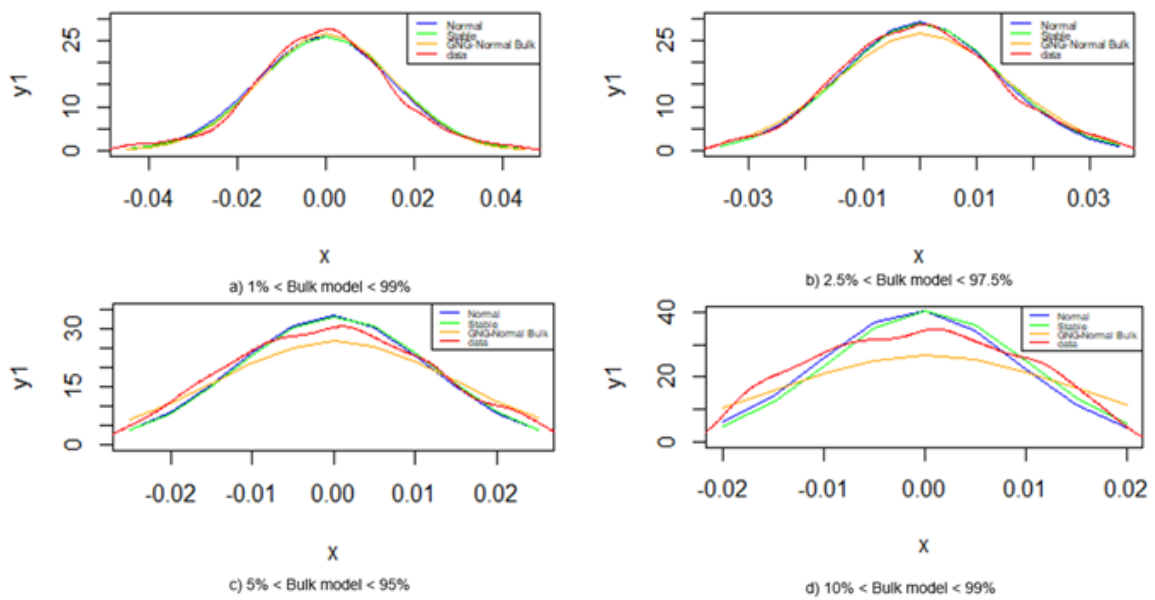 Normal
Stable
GNG-Normal Bulk
data
y1
25
10
0
-0.04 -0.02 0.00 0.02 0.04
x
a) 1% < Bulk model < 99%
Normal
Stable
GNG-Normal Bulk
data
y1
25
10
0
-0.03 -0.01 0.01 0.03
x
b) 2.5% < Bulk model < 97.5%
Normal
Stable
GNG-Normal Bulk
data
y1
30
15
0
-0.02 -0.01 0.00 0.01 0.02
x
c) 5% < Bulk model < 95%
Normal
Stable
GNG-Normal Bulk
data
y1
40
20
0
-0.02 -0.01 0.00 0.01 0.02
x
d) 10% < Bulk model < 99%